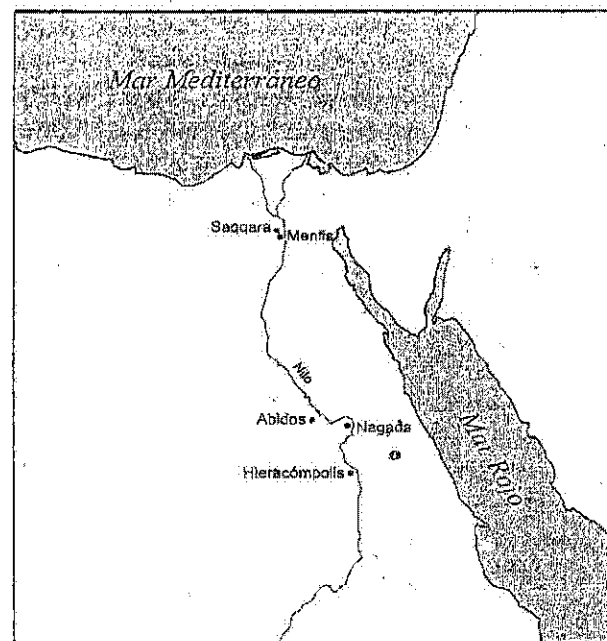 Mar Mediterráneo
Saqqara
Menfis
Nilo
Abidos
Nagada
Hieracómpolis
Mar Rojo